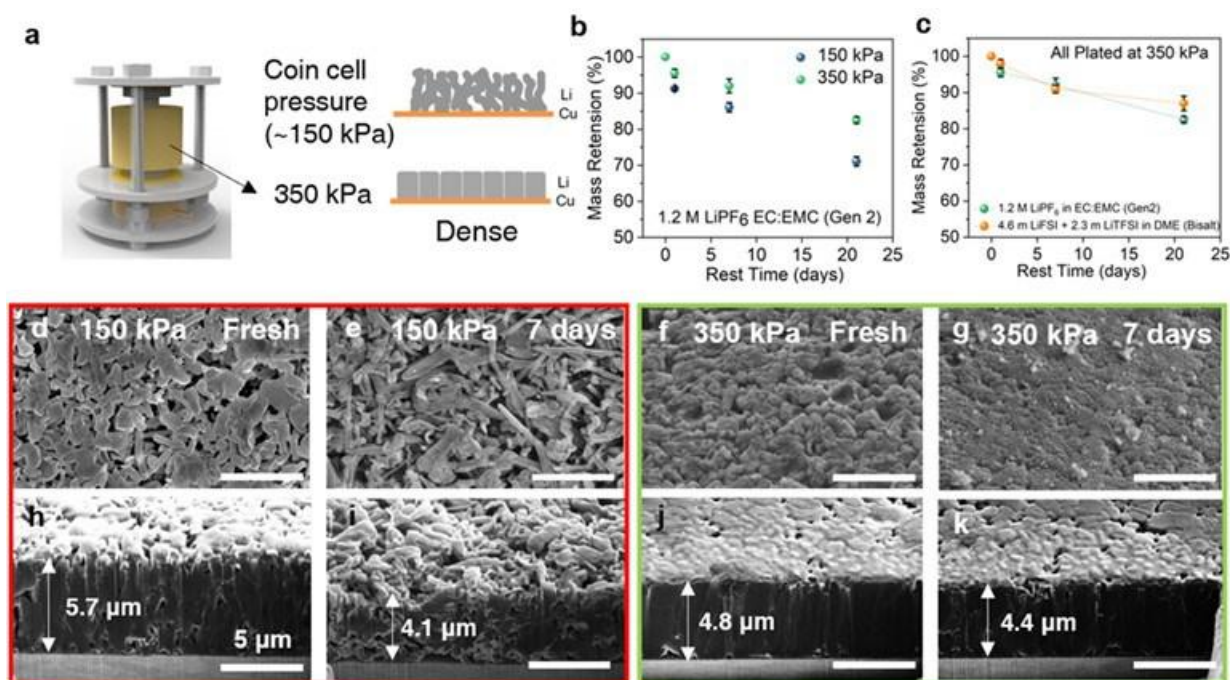 a
Coin cell
pressure
(~150 kPa)
350 kPa
Li
Cu
Li
Cu
Dense
b
Mass Retension (%)
100
90
80
70
60
50
150 kPa
350 kPa
1.2 M LiPF6 EC:EMC (Gen 2)
0 5 10 15 20 25
Rest Time (days)
c
Mass Retension (%)
100
90
80
70
60
50
All Plated at 350 kPa
1.2 M LiPF6 in EC:EMC (Gen2)
4.6 m LiFSI + 2.3 m LiTFSI in DME (Bisalt)
0 5 10 15 20 25
Rest Time (days)
d 150 kPa Fresh
e 150 kPa 7 days
f 350 kPa Fresh
g 350 kPa 7 days
h
5.7 µm
5 µm
i
4.1 µm
j
4.8 µm
k
4.4 µm